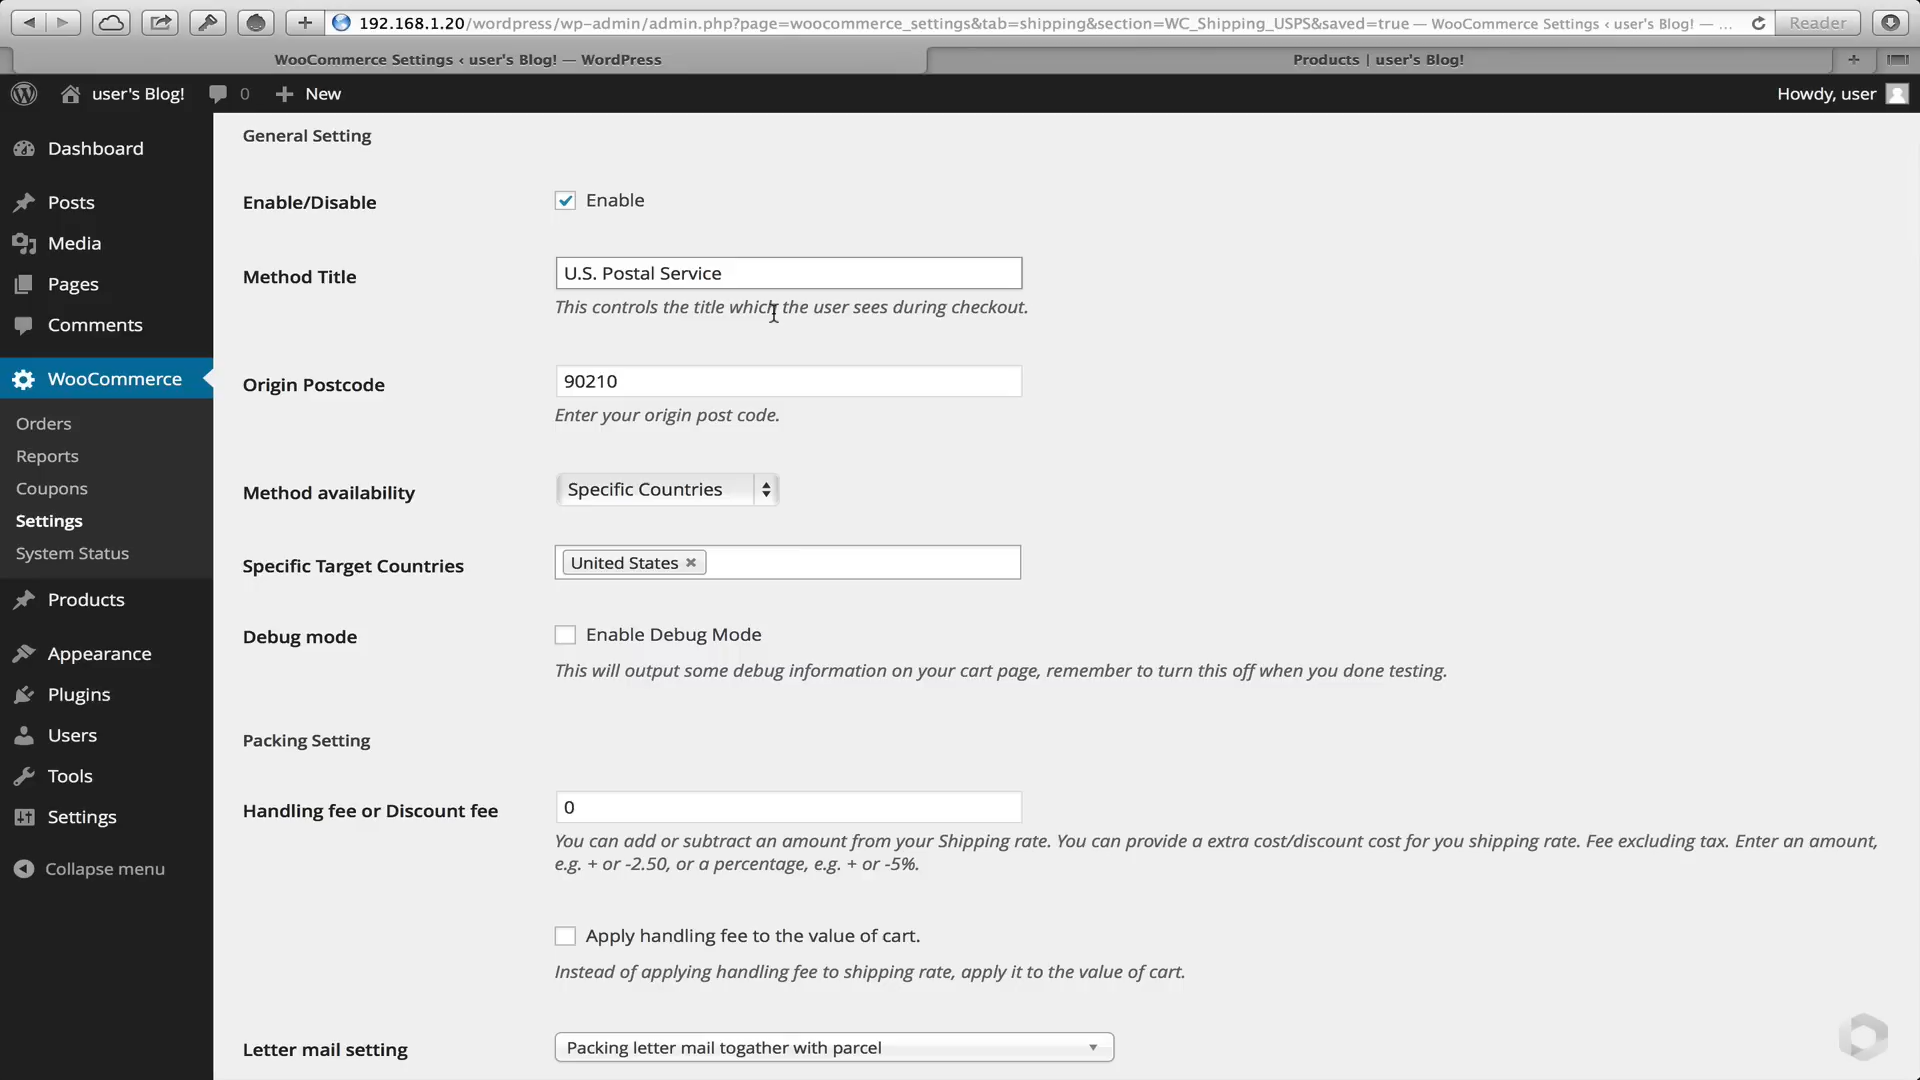 192.168.1.20/wordpress/wp-admin/admin.php?page=woocommerce_settings&tab=shipping&section=WC_Shipping_USPS&saved=true — WooCommerce Settings ‹ user's Blog! — ...
Reader
WooCommerce Settings ‹ user's Blog! — WordPress
Products | user's Blog!
user's Blog!
0
New
Howdy, user
Dashboard
Posts
Media
Pages
Comments
WooCommerce
Orders
Reports
Coupons
Settings
System Status
Products
Appearance
Plugins
Users
Tools
Settings
Collapse menu
General Setting
Enable/Disable
Enable
Method Title
U.S. Postal Service
This controls the title which the user sees during checkout.
Origin Postcode
90210
Enter your origin post code.
Method availability
Specific Countries
Specific Target Countries
United States
Debug mode
Enable Debug Mode
This will output some debug information on your cart page, remember to turn this off when you done testing.
Packing Setting
Handling fee or Discount fee
0
You can add or subtract an amount from your Shipping rate. You can provide a extra cost/discount cost for you shipping rate. Fee excluding tax. Enter an amount,
e.g. + or -2.50, or a percentage, e.g. + or -5%.
Apply handling fee to the value of cart.
Instead of applying handling fee to shipping rate, apply it to the value of cart.
Letter mail setting
Packing letter mail togather with parcel